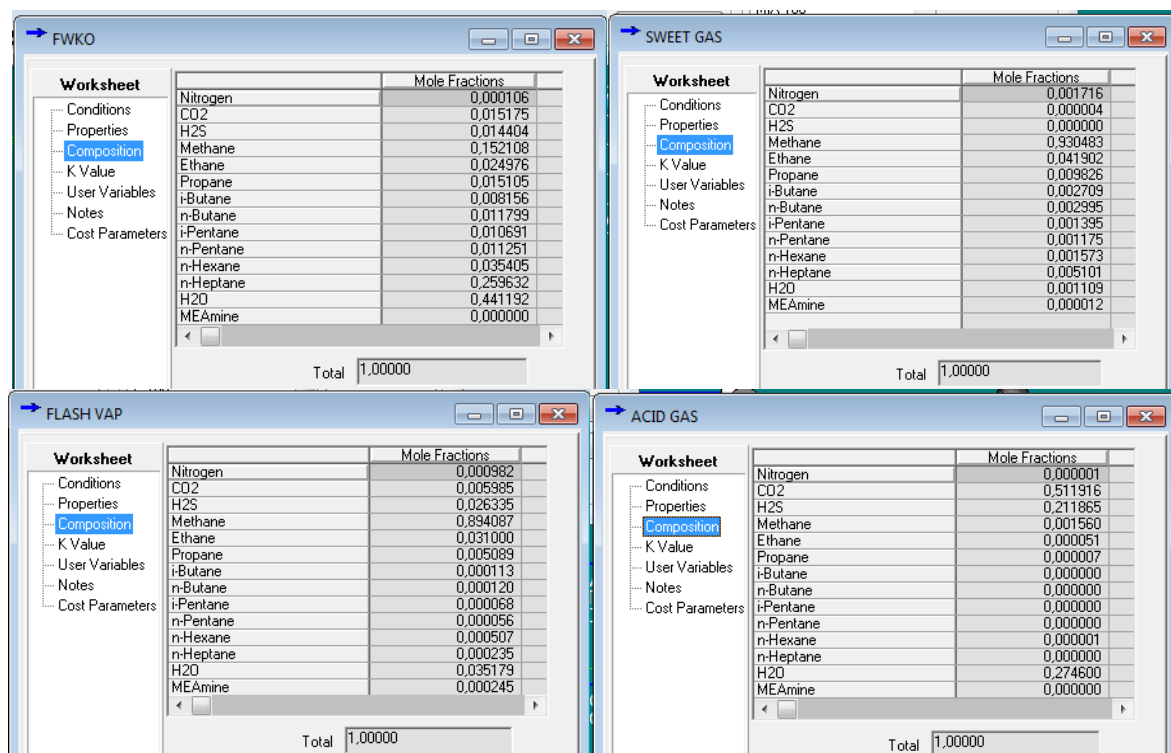 FWKO
Worksheet
Conditions
Properties
Composition
K Value
User Variables
Notes
Cost Parameters
Mole Fractions
Nitrogen 0,000106
CO2 0,015175
H2S 0,014404
Methane 0,152108
Ethane 0,024976
Propane 0,015105
i-Butane 0,008156
n-Butane 0,011799
i-Pentane 0,010691
n-Pentane 0,011251
n-Hexane 0,035405
n-Heptane 0,259632
H2O 0,441192
MEAmine 0,000000
Total 1,00000
SWEET GAS
Worksheet
Conditions
Properties
Composition
K Value
User Variables
Notes
Cost Parameters
Mole Fractions
Nitrogen 0,001716
CO2 0,000004
H2S 0,000000
Methane 0,930483
Ethane 0,041902
Propane 0,009826
i-Butane 0,002709
n-Butane 0,002995
i-Pentane 0,001395
n-Pentane 0,001175
n-Hexane 0,001573
n-Heptane 0,005101
H2O 0,001109
MEAmine 0,000012
Total 1,00000
FLASH VAP
Worksheet
Conditions
Properties
Composition
K Value
User Variables
Notes
Cost Parameters
Mole Fractions
Nitrogen 0,000982
CO2 0,005985
H2S 0,026335
Methane 0,894087
Ethane 0,031000
Propane 0,005089
i-Butane 0,000113
n-Butane 0,000120
i-Pentane 0,000068
n-Pentane 0,000056
n-Hexane 0,000507
n-Heptane 0,000235
H2O 0,035179
MEAmine 0,000245
Total 1,00000
ACID GAS
Worksheet
Conditions
Properties
Composition
K Value
User Variables
Notes
Cost Parameters
Mole Fractions
Nitrogen 0,000001
CO2 0,511916
H2S 0,211865
Methane 0,001560
Ethane 0,000051
Propane 0,000007
i-Butane 0,000000
n-Butane 0,000000
i-Pentane 0,000000
n-Pentane 0,000000
n-Hexane 0,000001
n-Heptane 0,000000
H2O 0,274600
MEAmine 0,000000
Total 1,00000